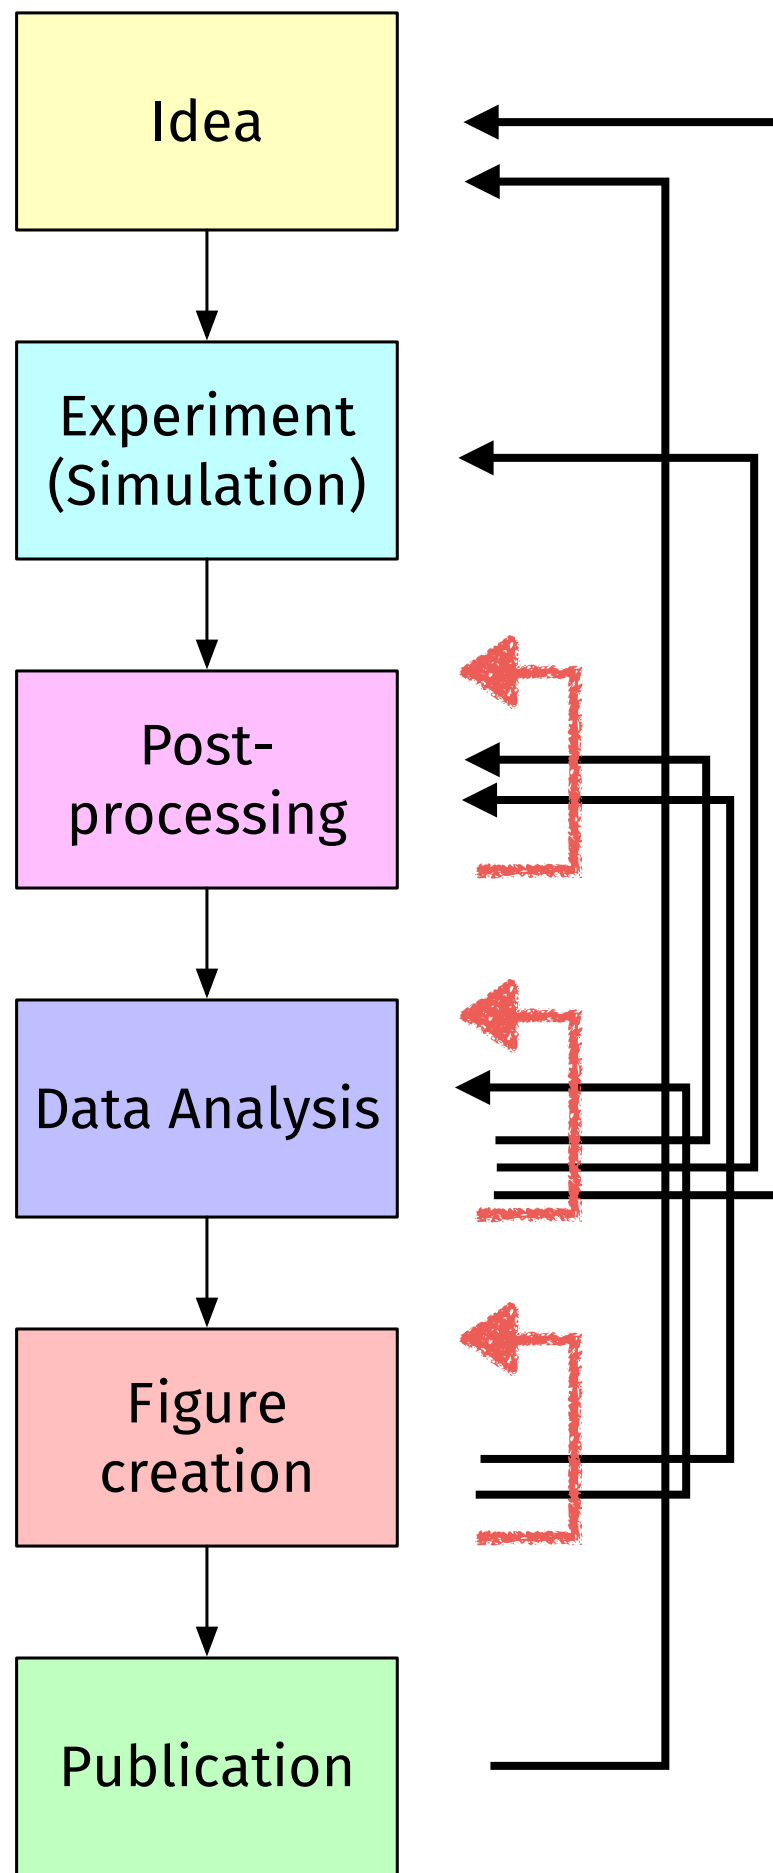 Idea
Experiment
(Simulation)
Post-
processing
Data Analysis
Figure
creation
Publication